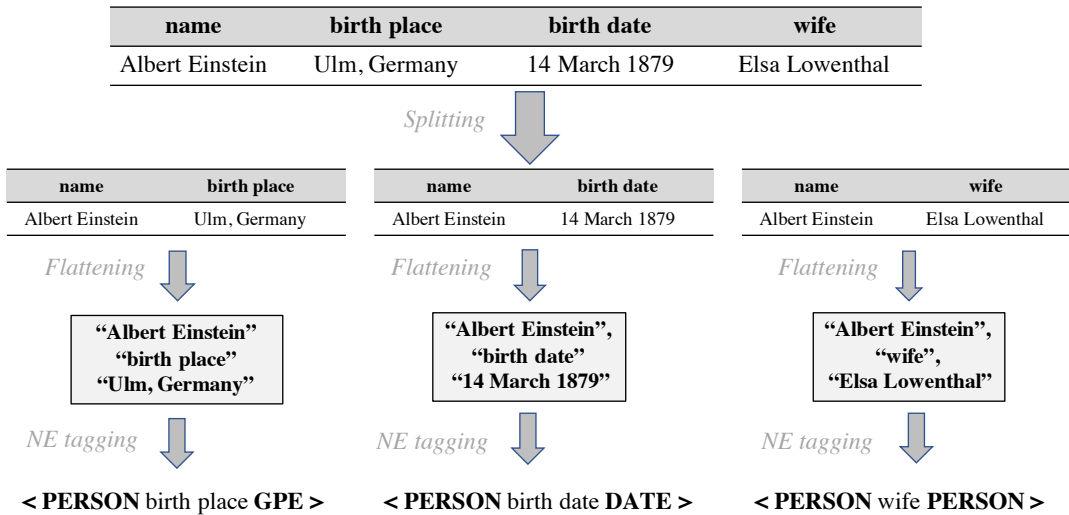 name birth place birth date wife
Albert Einstein Ulm, Germany 14 March 1879 Elsa Lowenthal
Splitting
name birth place name birth date name wife
Albert Einstein Ulm, Germany Albert Einstein 14 March 1879 Albert Einstein Elsa Lowenthal
Flattening Flattening Flattening
“Albert Einstein”
“birth place”
“Ulm, Germany”
“Albert Einstein”,
“birth date”
“14 March 1879”
“Albert Einstein”,
“wife”,
“Elsa Lowenthal”
NE tagging NE tagging NE tagging
< PERSON birth place GPE > < PERSON birth date DATE > < PERSON wife PERSON >